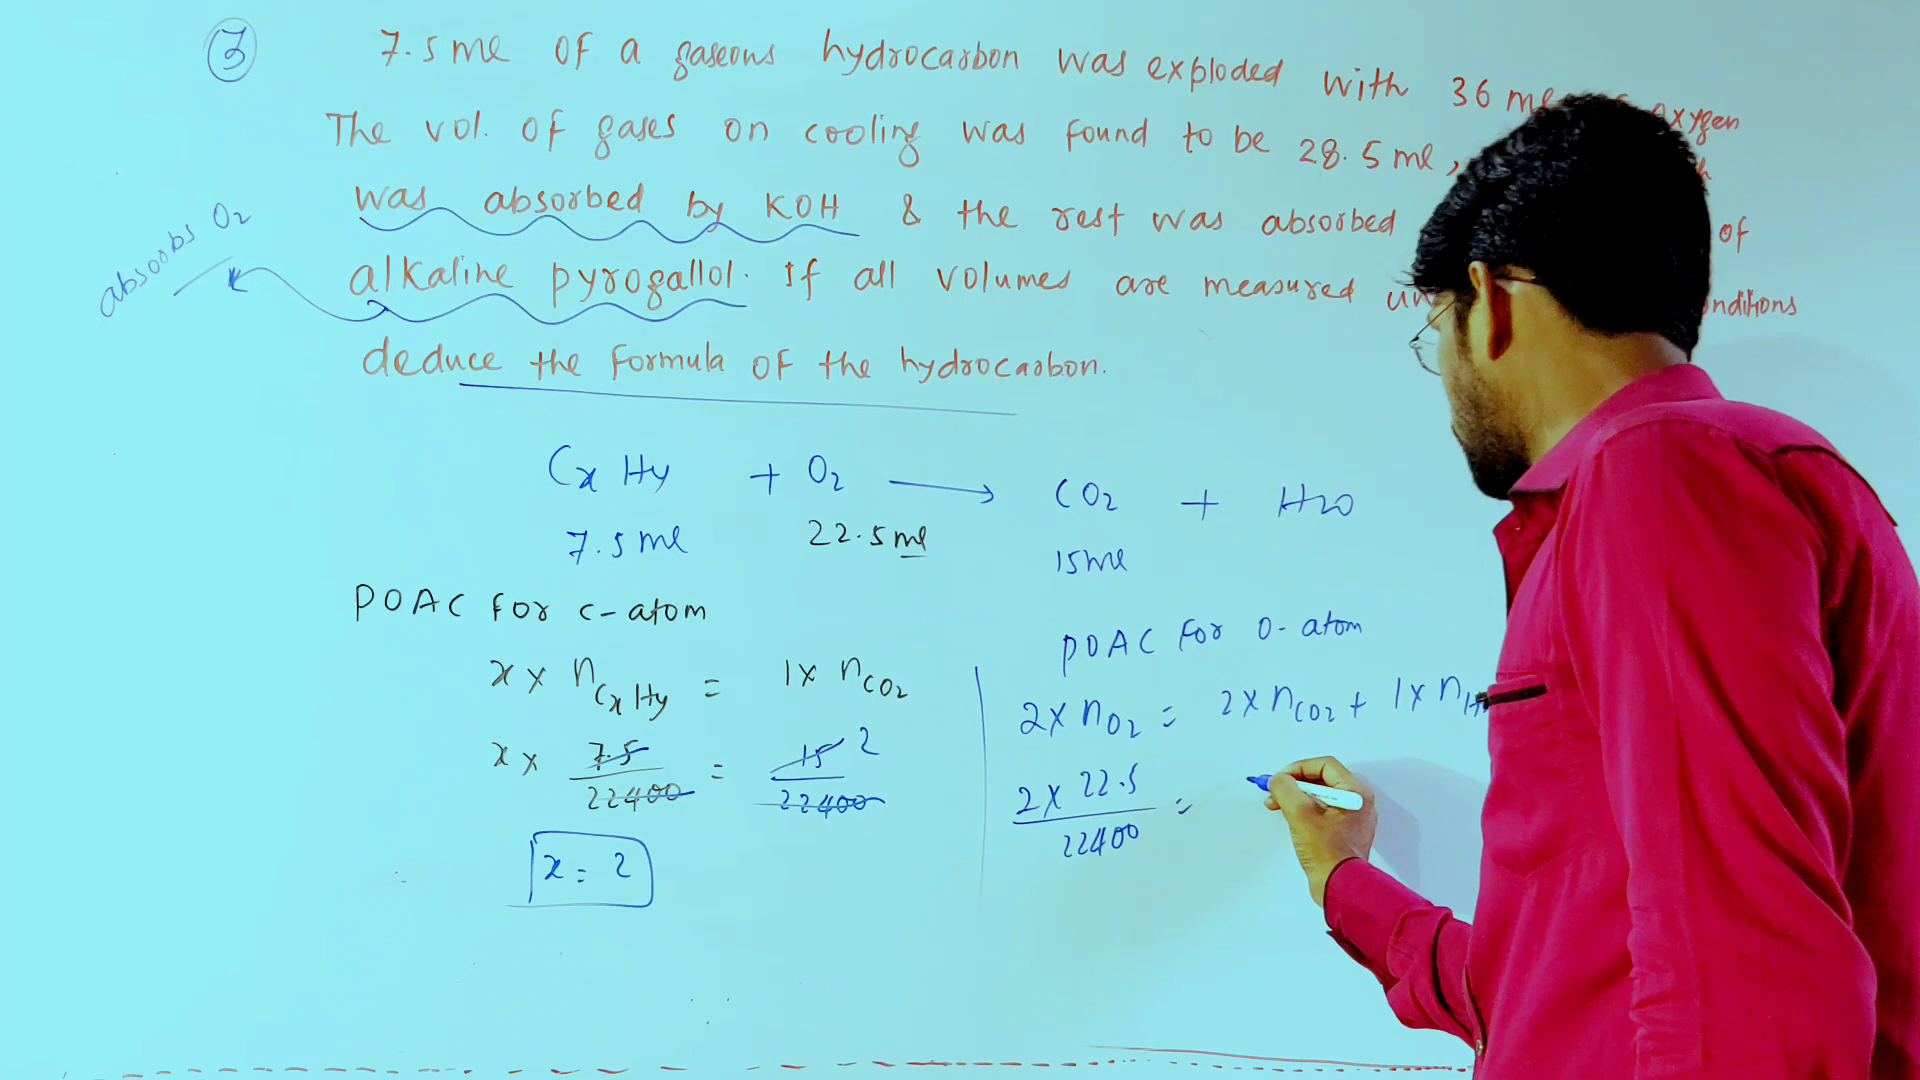 3
7.5 ml of a gaseous hydrocarbon was exploded with 36 ml oxygen
The vol. of gases on cooling was found to be 28.5 ml,
was absorbed by KOH & the rest was absorbed of
absorbs O₂
alkaline pyrogallol. If all volumes are measured conditions
deduce the formula of the hydrocarbon.
CxHy + O₂ → CO₂ + H₂O
7.5 ml 22.5 ml 15 ml
POAC for c-atom
x × nCxHy = 1 × nCO₂
x × 7.5/22400 = 15/22400 2
x = 2
POAC for O-atom
2 × nO₂ = 2 × nCO₂ + 1 × n
2 × 22.5/22400 =